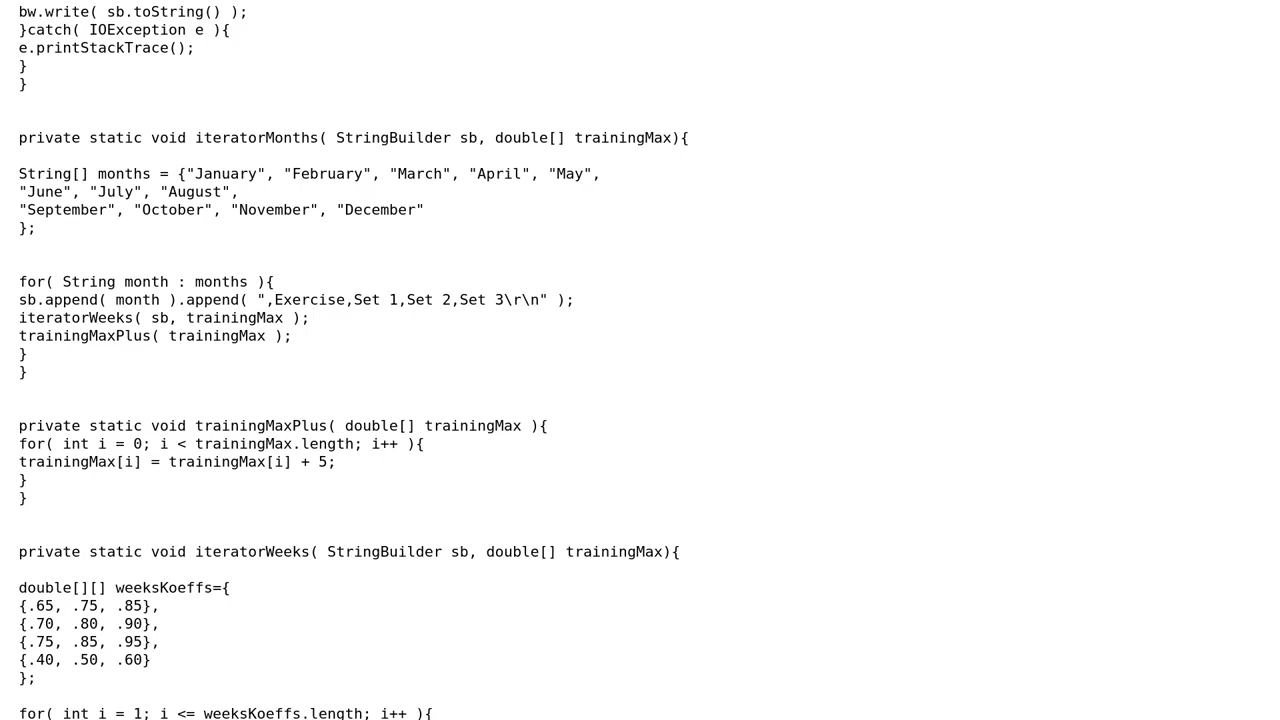 bw.write( sb.toString() );
}catch( IOException e ){
e.printStackTrace();
}
}
private static void iteratorMonths( StringBuilder sb, double[] trainingMax){
String[] months = {"January", "February", "March", "April", "May",
"June", "July", "August",
"September", "October", "November", "December"
};
for( String month : months ){
sb.append( month ).append( ",Exercise,Set 1,Set 2,Set 3\r\n" );
iteratorWeeks( sb, trainingMax );
trainingMaxPlus( trainingMax );
}
}
private static void trainingMaxPlus( double[] trainingMax ){
for( int i = 0; i < trainingMax.length; i++ ){
trainingMax[i] = trainingMax[i] + 5;
}
}
private static void iteratorWeeks( StringBuilder sb, double[] trainingMax){
double[][] weeksKoeffs={
{.65, .75, .85},
{.70, .80, .90},
{.75, .85, .95},
{.40, .50, .60}
};
for( int i = 1; i <= weeksKoeffs.length; i++ ){